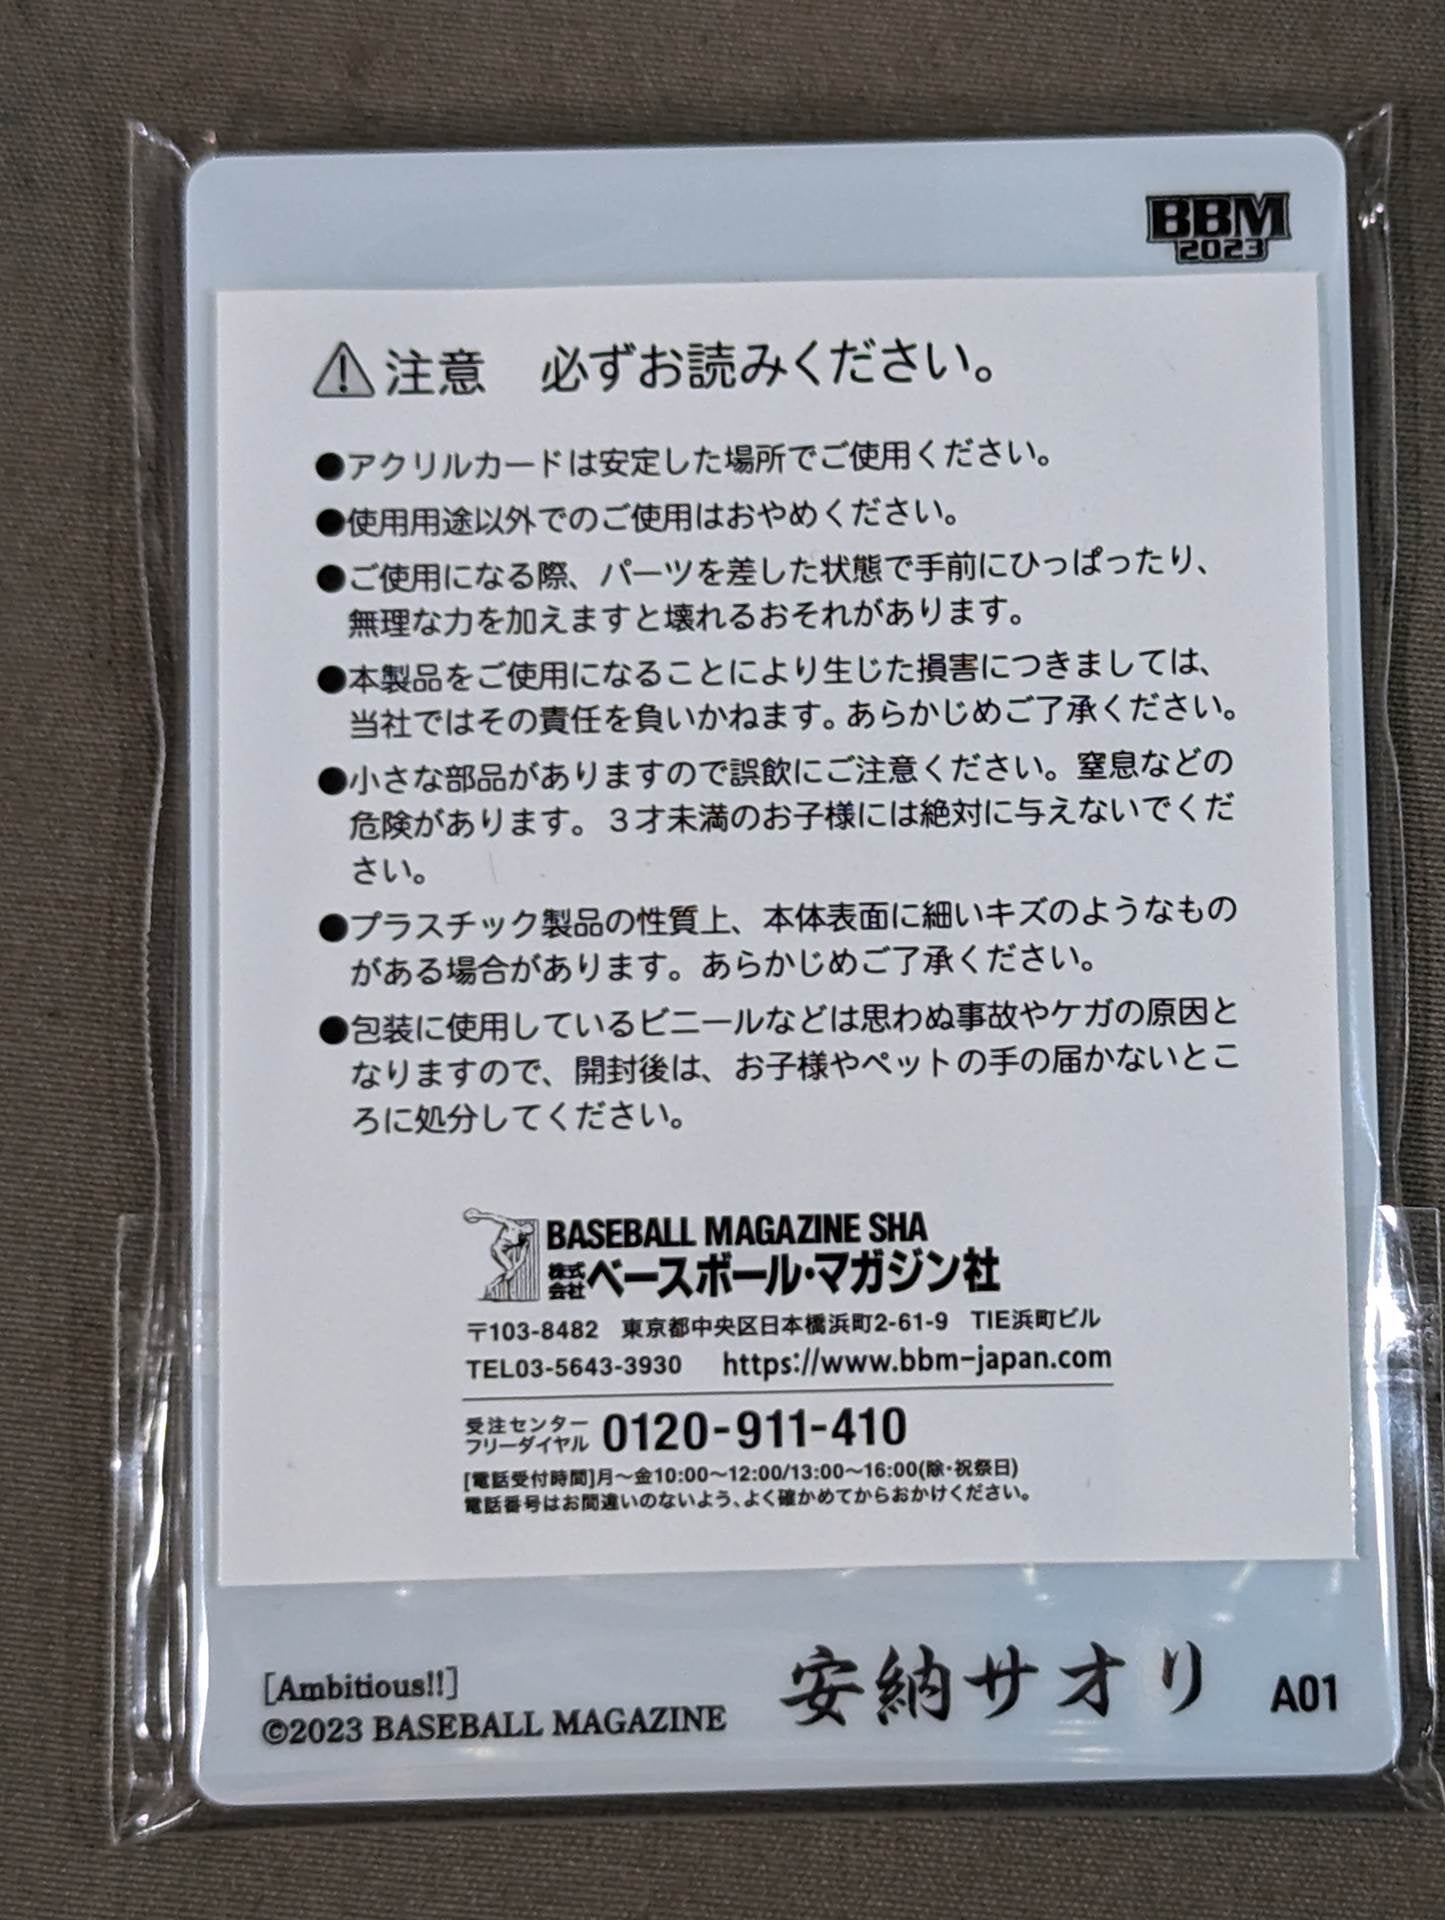 BBM
2023
注意　必ずお読みください。
●アクリルカードは安定した場所でご使用ください。
●使用用途以外でのご使用はおやめください。
●ご使用になる際、パーツを差した状態で手前にひっぱったり、
無理な力を加えますと壊れるおそれがあります。
●本製品をご使用になることにより生じた損害につきましては、
当社ではその責任を負いかねます。あらかじめご了承ください。
●小さな部品がありますので誤飲にご注意ください。窒息などの
危険があります。３才未満のお子様には絶対に与えないでくだ
さい。
●プラスチック製品の性質上、本体表面に細いキズのようなもの
がある場合があります。あらかじめご了承ください。
●包装に使用しているビニールなどは思わぬ事故やケガの原因と
なりますので、開封後は、お子様やペットの手の届かないとこ
ろに処分してください。
BASEBALL MAGAZINE SHA
株式会社ベースボール・マガジン社
〒103-8482　東京都中央区日本橋浜町2-61-9　TIE浜町ビル
TEL03-5643-3930　https://www.bbm-japan.com
受注センター
フリーダイヤル 0120-911-410
[電話受付時間]月～金10:00～12:00/13:00～16:00(除・祝祭日)
電話番号はお間違いのないよう、よく確かめてからおかけください。
[Ambitious!!]
©2023 BASEBALL MAGAZINE
安納サオリ A01